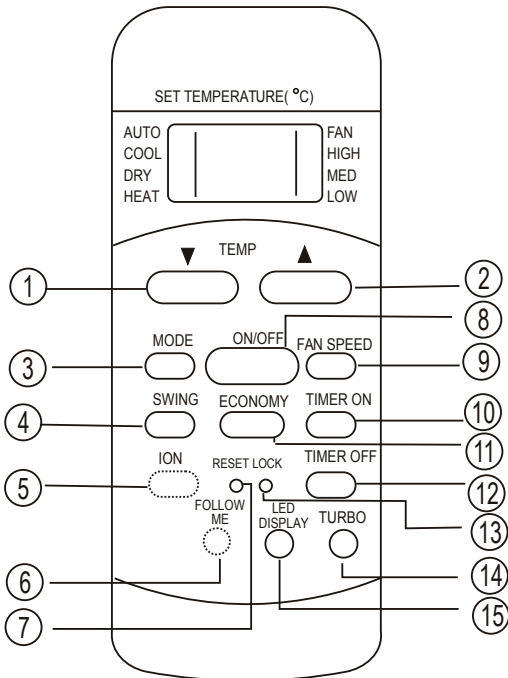 SET TEMPERATURE(°C)
AUTO
COOL
DRY
HEAT
FAN
HIGH
MED
LOW
▼ TEMP ▲
1
2
8
MODE
ON/OFF
FAN SPEED
3
9
SWING
ECONOMY
TIMER ON
4
10
11
ION
RESET LOCK
TIMER OFF
5
12
FOLLOW
ME
LED
DISPLAY
TURBO
13
6
14
7
15